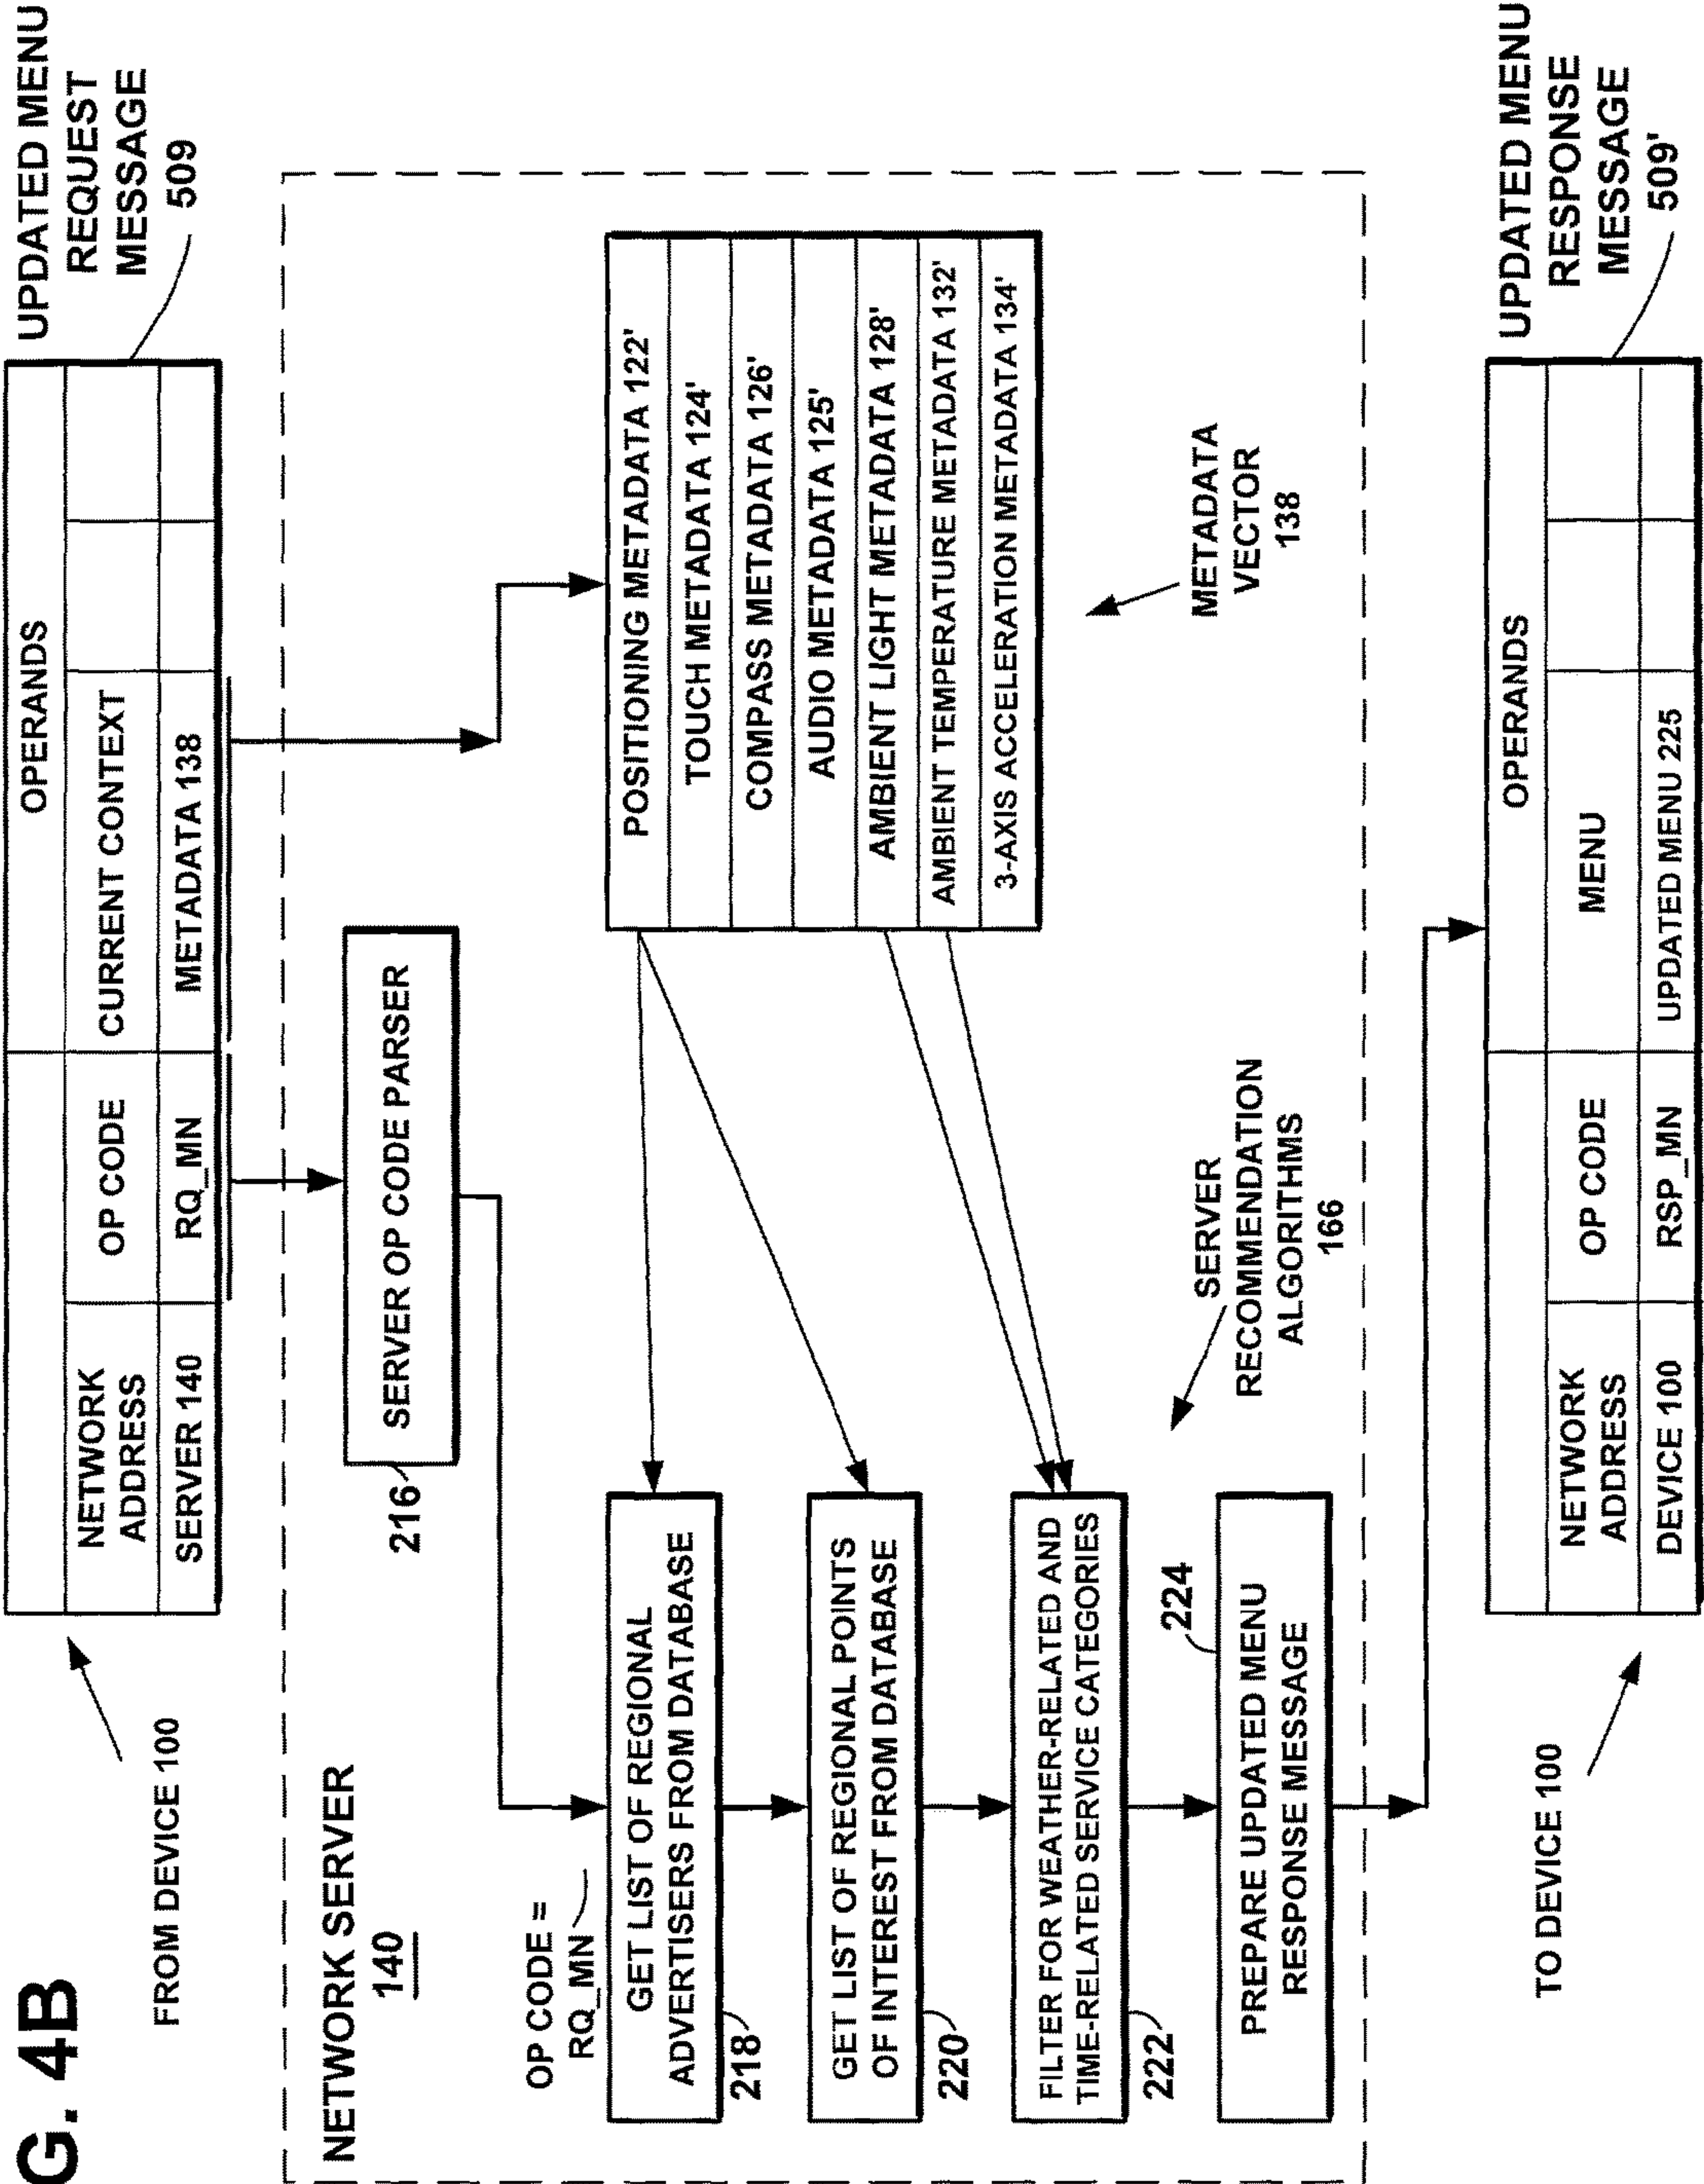 G. 4B
FROM DEVICE 100
UPDATED MENU
REQUEST
MESSAGE
509
OPERANDS
NETWORK
ADDRESS
OP CODE
CURRENT CONTEXT
SERVER 140
RQ_MN
METADATA 138
NETWORK SERVER
140
216
SERVER OP CODE PARSER
OP CODE =
RQ_MN
GET LIST OF REGIONAL
ADVERTISERS FROM DATABASE
218
GET LIST OF REGIONAL POINTS
OF INTEREST FROM DATABASE
220
FILTER FOR WEATHER-RELATED AND
TIME-RELATED SERVICE CATEGORIES
222
224
PREPARE UPDATED MENU
RESPONSE MESSAGE
SERVER
RECOMMENDATION
ALGORITHMS
166
POSITIONING METADATA 122'
TOUCH METADATA 124'
COMPASS METADATA 126'
AUDIO METADATA 125'
AMBIENT LIGHT METADATA 128'
AMBIENT TEMPERATURE METADATA 132'
3-AXIS ACCELERATION METADATA 134'
METADATA
VECTOR
138
TO DEVICE 100
OPERANDS
NETWORK
ADDRESS
OP CODE
MENU
DEVICE 100
RSP_MN
UPDATED MENU 225
UPDATED MENU
RESPONSE
MESSAGE
509'